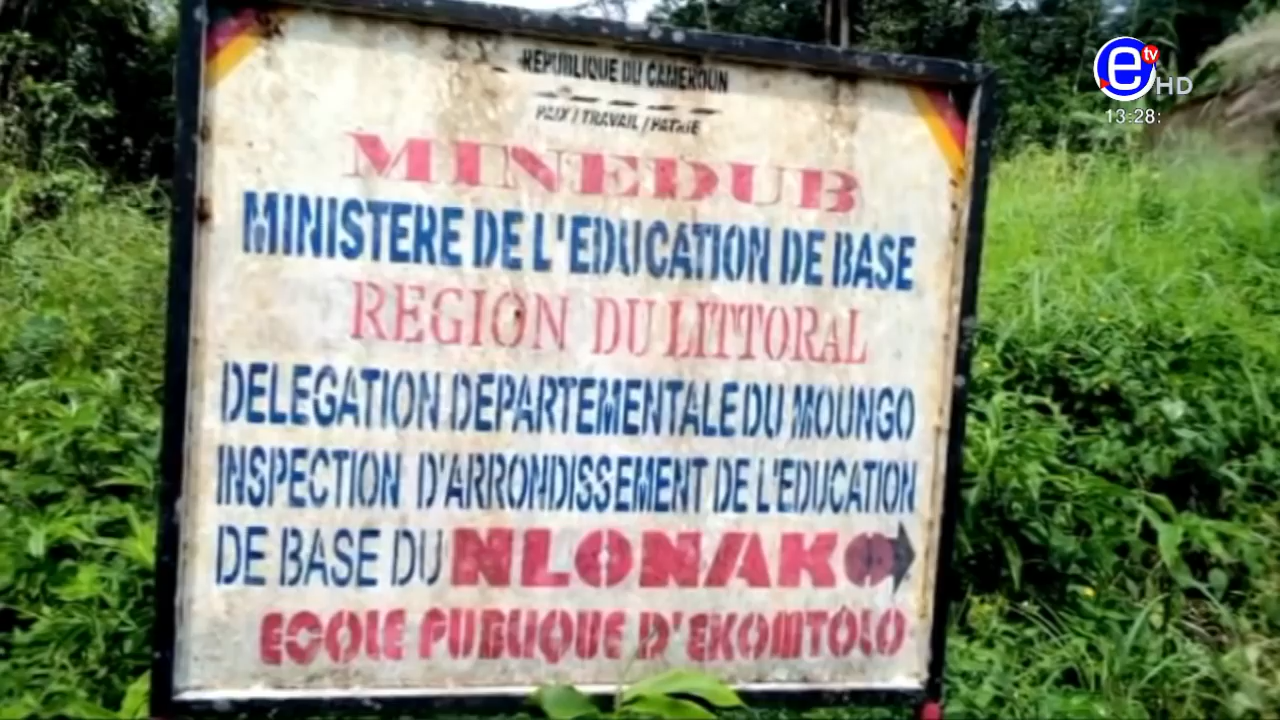 REPUBLIQUE DU CAMEROUN
PAIX / TRAVAIL / PATRIE
MINEDUB
MINISTERE DE L'EDUCATION DE BASE
REGION DU LITTORAL
DELEGATION DEPARTEMENTALE DU MOUNGO
INSPECTION D'ARRONDISSEMENT DE L'EDUCATION
DE BASE DU NLONAKO
ECOLE PUBLIQUE D'EKOMTOLO
e tv HD
13:28: